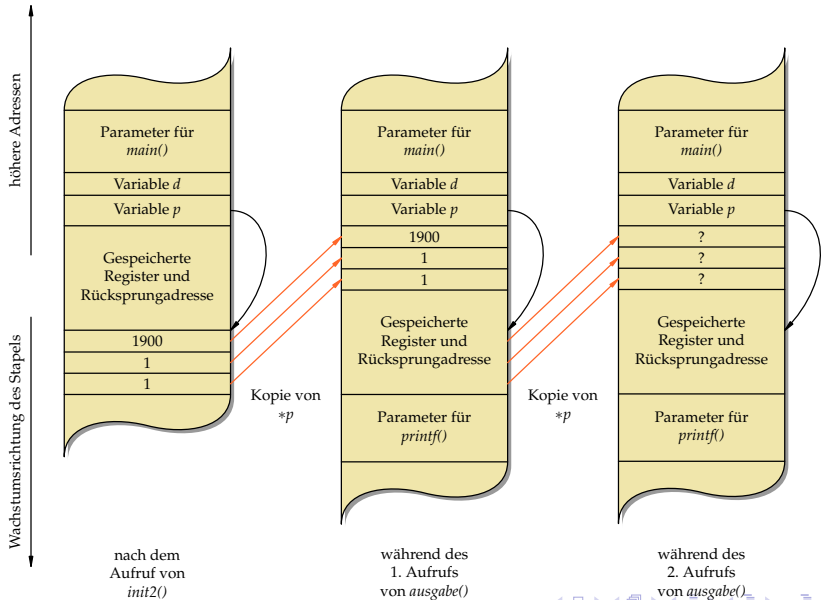 höhere Adressen
Wachstumsrichtung des Stapels
Parameter für
main()
Variable d
Variable p
Gespeicherte
Register und
Rücksprungadresse
1900
1
1
nach dem
Aufruf von
init2()
Kopie von
*p
Parameter für
main()
Variable d
Variable p
1900
1
1
Gespeicherte
Register und
Rücksprungadresse
Parameter für
printf()
während des
1. Aufrufs
von ausgabe()
Kopie von
*p
Parameter für
main()
Variable d
Variable p
?
?
?
Gespeicherte
Register und
Rücksprungadresse
Parameter für
printf()
während des
2. Aufrufs
von ausgabe()